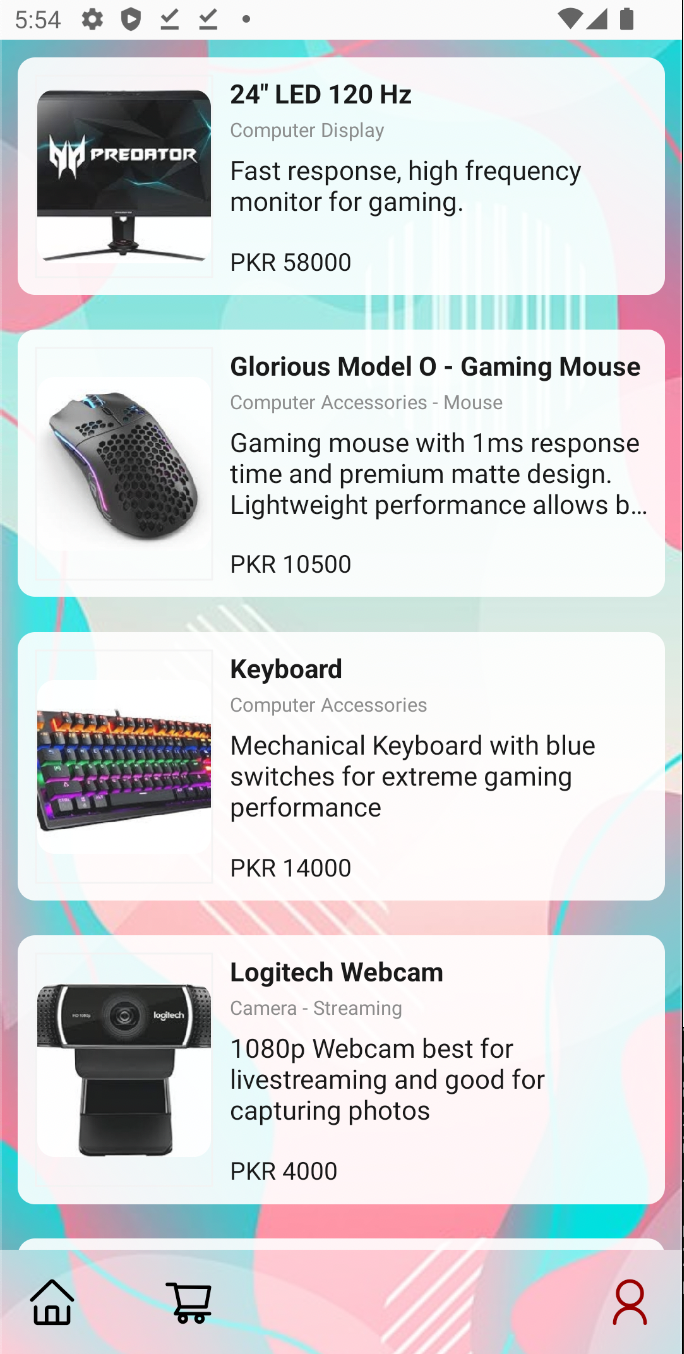 5:54
24" LED 120 Hz
Computer Display
Fast response, high frequency
monitor for gaming.
PKR 58000
PREDATOR
Glorious Model O - Gaming Mouse
Computer Accessories - Mouse
Gaming mouse with 1ms response
time and premium matte design.
Lightweight performance allows b…
PKR 10500
Keyboard
Computer Accessories
Mechanical Keyboard with blue
switches for extreme gaming
performance
PKR 14000
Logitech Webcam
Camera - Streaming
1080p Webcam best for
livestreaming and good for
capturing photos
PKR 4000
HD 1080p
logitech